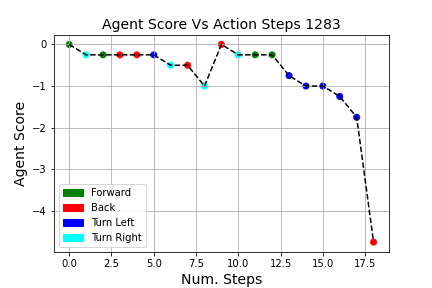 Agent Score Vs Action Steps 1283
Agent Score
0
−1
−2
−3
−4
Forward
Back
Turn Left
Turn Right
0.0 2.5 5.0 7.5 10.0 12.5 15.0 17.5
Num. Steps